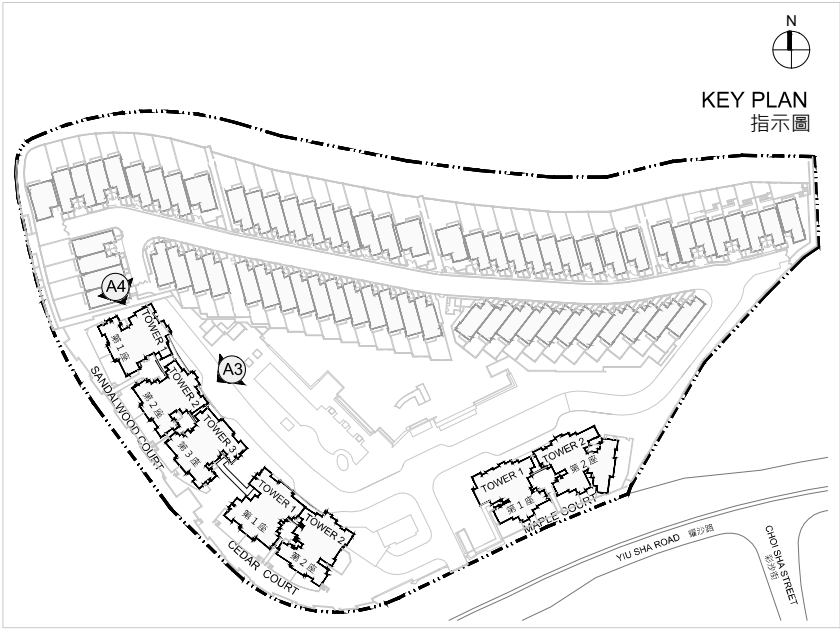 N
KEY PLAN
指示圖
A4
A3
TOWER 1
第 1 座
TOWER 2
第 2 座
TOWER 3
第 3 座
SANDALWOOD COURT
TOWER 1
第 1 座
TOWER 2
第 2 座
CEDAR COURT
TOWER 1
第 1 座
TOWER 2
第 2 座
MAPLE COURT
YIU SHA ROAD 耀沙路
CHOI SHA STREET
彩沙街